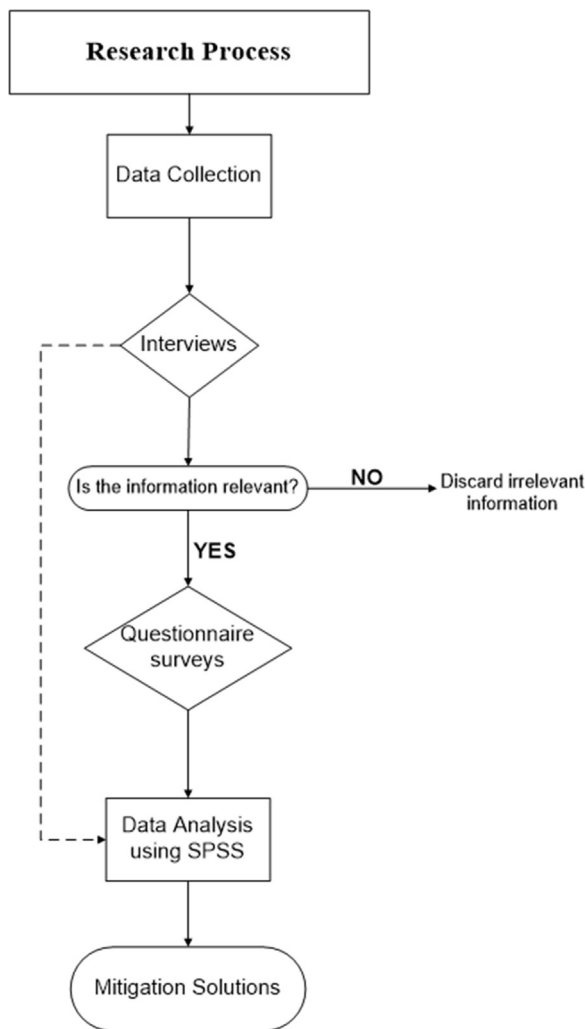 Research Process
Data Collection
Interviews
Is the information relevant?
NO
Discard irrelevant
information
YES
Questionnaire
surveys
Data Analysis
using SPSS
Mitigation Solutions